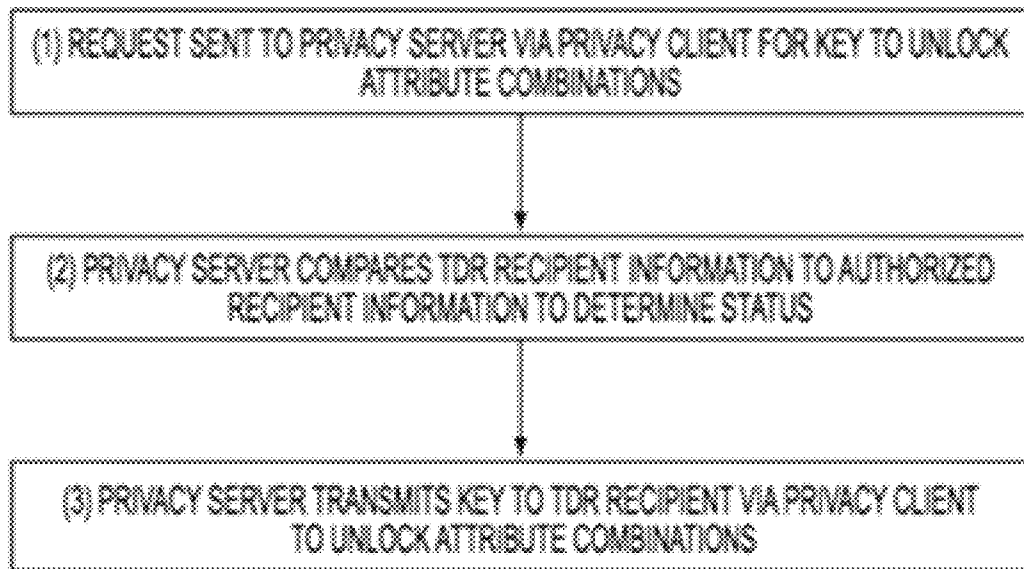 (1) REQUEST SENT TO PRIVACY SERVER VIA PRIVACY CLIENT FOR KEY TO UNLOCK
ATTRIBUTE COMBINATIONS
(2) PRIVACY SERVER COMPARES TDR RECIPIENT INFORMATION TO AUTHORIZED
RECIPIENT INFORMATION TO DETERMINE STATUS
(3) PRIVACY SERVER TRANSMITS KEY TO TDR RECIPIENT VIA PRIVACY CLIENT
TO UNLOCK ATTRIBUTE COMBINATIONS